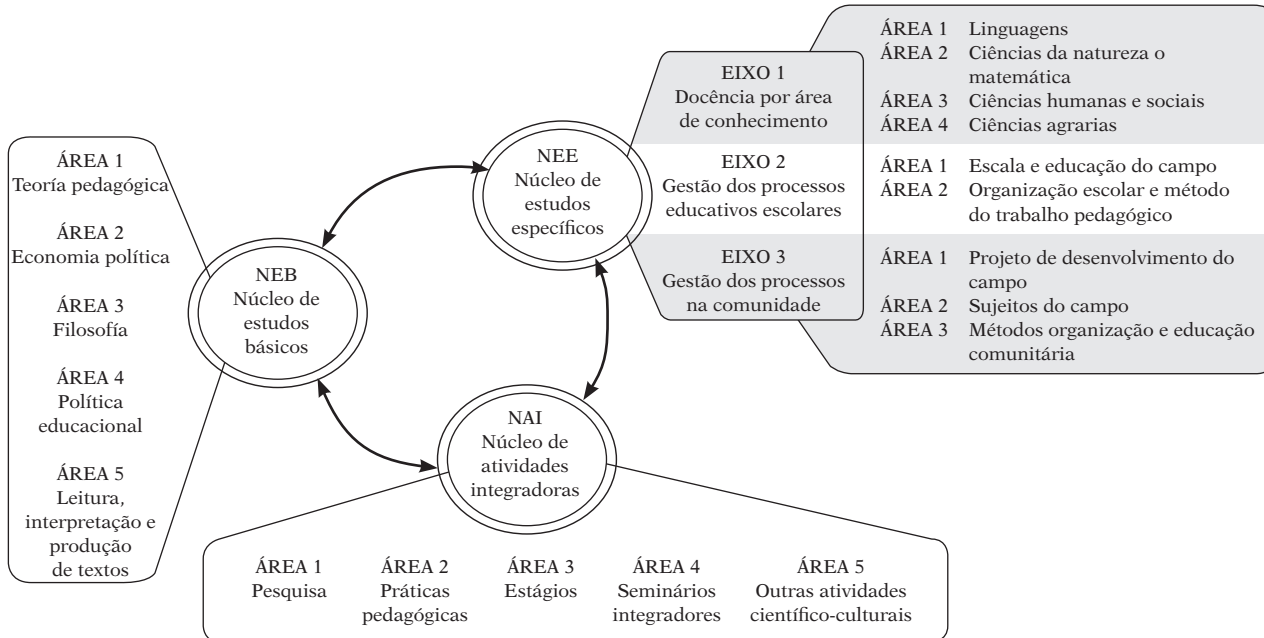 ÁREA 1
Teoría pedagógica
ÁREA 2
Economia política
ÁREA 3
Filosofía
ÁREA 4
Política
educacional
ÁREA 5
Leitura,
interpretação e
produção
de textos
NEB
Núcleo de
estudos
básicos
NEE
Núcleo de
estudos
específicos
EIXO 1
Docência por área
de conhecimento
EIXO 2
Gestão dos processos
educativos escolares
EIXO 3
Gestão dos processos
na comunidade
ÁREA 1 Linguagens
ÁREA 2 Ciências da natureza o
matemática
ÁREA 3 Ciências humanas e sociais
ÁREA 4 Ciências agrarias
ÁREA 1 Escala e educação do campo
ÁREA 2 Organização escolar e método
do trabalho pedagógico
ÁREA 1 Projeto de desenvolvimento do
campo
ÁREA 2 Sujeitos do campo
ÁREA 3 Métodos organização e educação
comunitária
NAI
Núcleo de
atividades
integradoras
ÁREA 1
Pesquisa
ÁREA 2
Práticas
pedagógicas
ÁREA 3
Estágios
ÁREA 4
Seminários
integradores
ÁREA 5
Outras atividades
científico-culturais